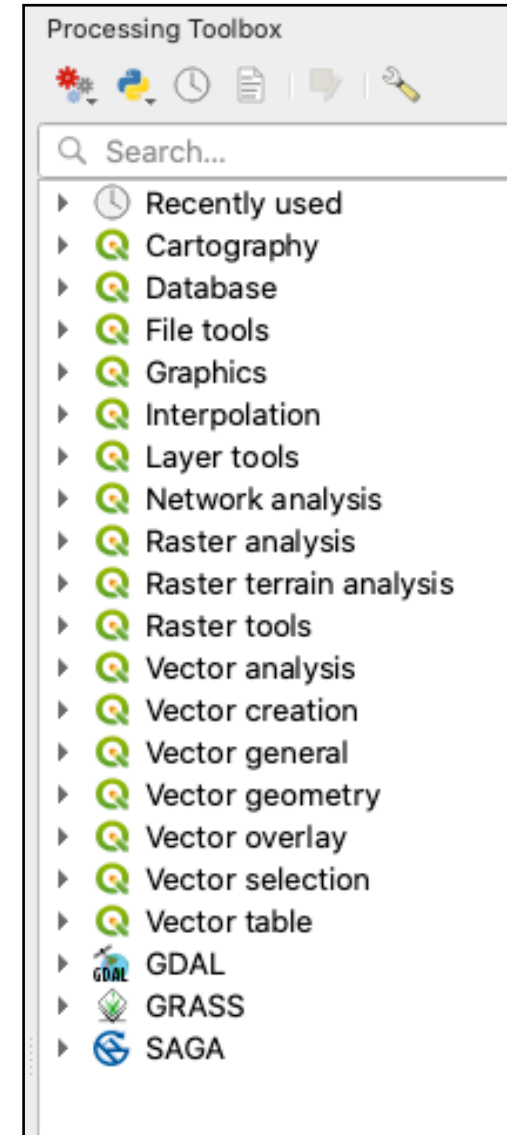 Processing Toolbox
Search...
Recently used
Cartography
Database
File tools
Graphics
Interpolation
Layer tools
Network analysis
Raster analysis
Raster terrain analysis
Raster tools
Vector analysis
Vector creation
Vector general
Vector geometry
Vector overlay
Vector selection
Vector table
GDAL GDAL
GRASS
SAGA